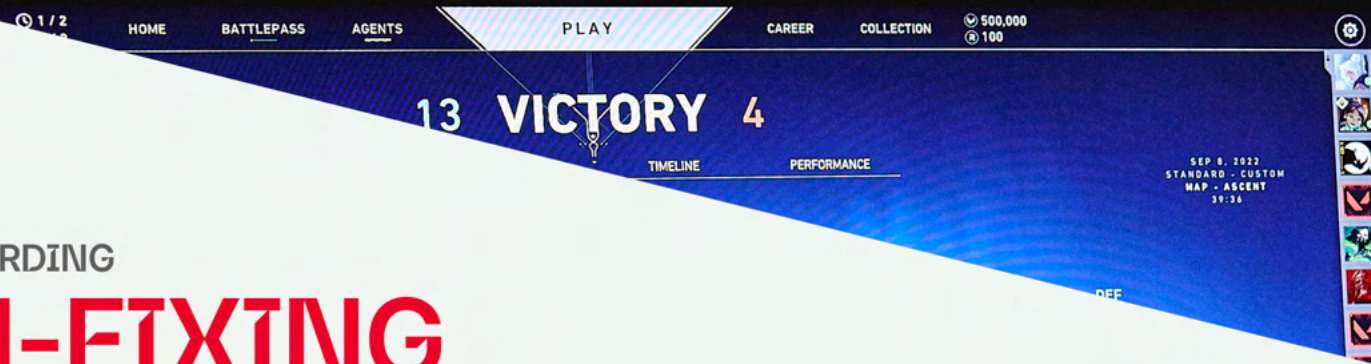 1/2
HOME BATTLEPASS AGENTS PLAY CAREER COLLECTION
500,000
R 100
13 VICTORY 4
TIMELINE PERFORMANCE
SEP 8, 2022
STANDARD - CUSTOM
MAP - ASCENT
39:36
DEF
RDING
-FIXING